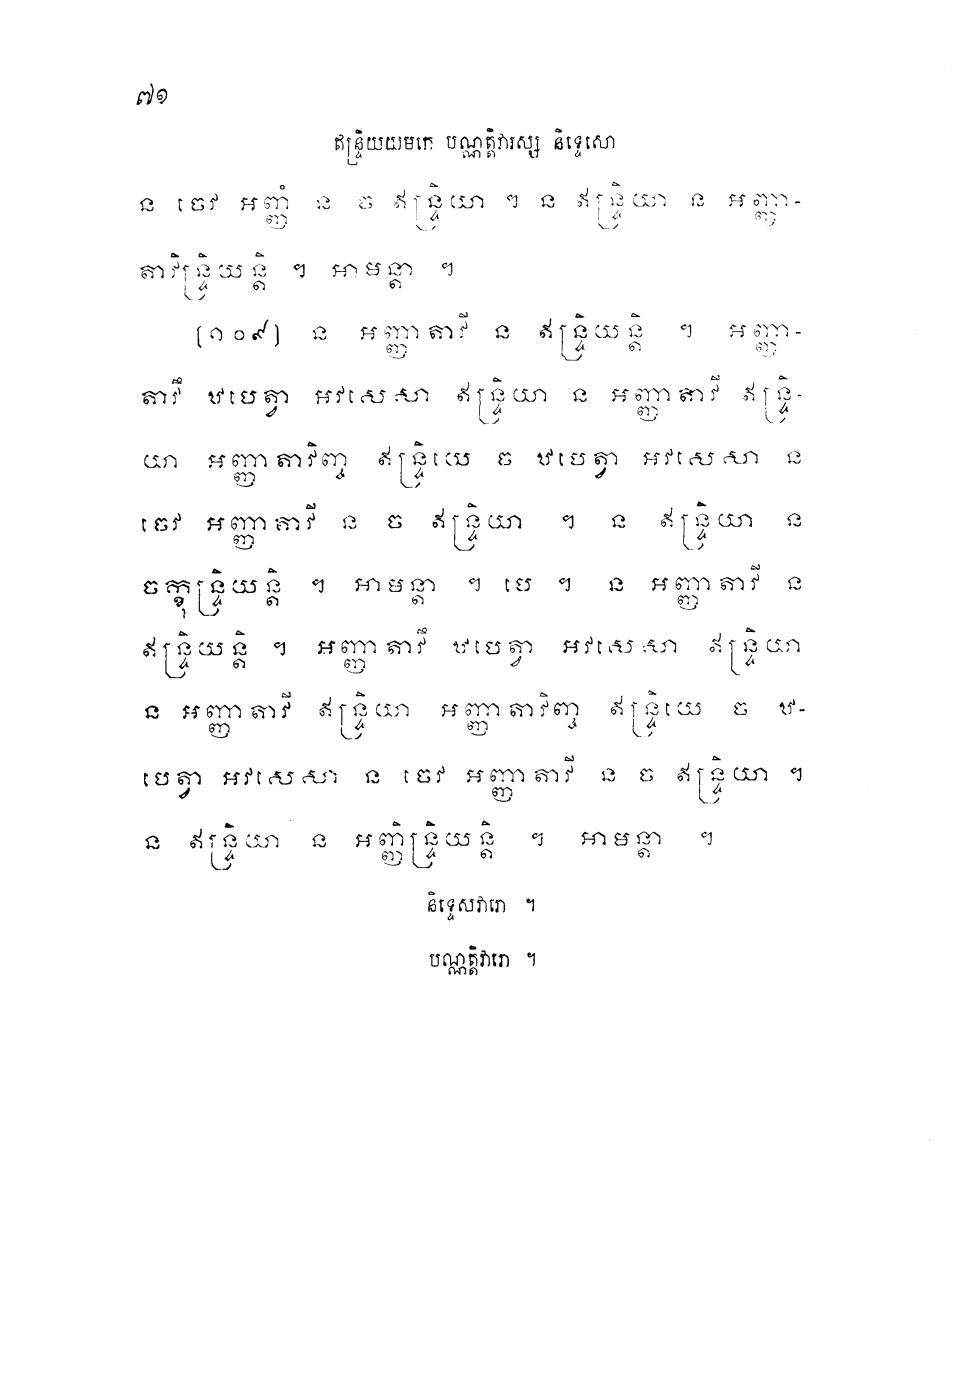 ៧១
ឥន្ទ្រិយយមកេ បណ្ណត្តិវារស្ស និទ្ទេសោ
ន ចេវ អញ្ញំ ន ច ឥន្ទ្រិយា ។ ន ឥន្ទ្រិយា ន អញ្ញា-
តាវិន្ទ្រិយន្តិ ។ អាមន្តា ។
(១០៩) ន អញ្ញាតាវី ន ឥន្ទ្រិយន្តិ ។ អញ្ញា-
តាវឹ ឋបេត្វា អវសេសា ឥន្ទ្រិយា ន អញ្ញាតាវី ឥន្ទ្រិ-
យា អញ្ញាតាវិញ្ច ឥន្ទ្រិយេ ច ឋបេត្វា អវសេសា ន
ចេវ អញ្ញាតាវី ន ច ឥន្ទ្រិយា ។ ន ឥន្ទ្រិយា ន
ចក្ខុន្ទ្រិយន្តិ ។ អាមន្តា ។ បេ ។ ន អញ្ញាតាវី ន
ឥន្ទ្រិយន្តិ ។ អញ្ញាតាវឹ ឋបេត្វា អវសេសា ឥន្ទ្រិយា
ន អញ្ញាតាវី ឥន្ទ្រិយា អញ្ញាតាវិញ្ច ឥន្ទ្រិយេ ច ឋ-
បេត្វា អវសេសា ន ចេវ អញ្ញាតាវី ន ច ឥន្ទ្រិយា ។
ន ឥន្ទ្រិយា ន អញ្ញិន្ទ្រិយន្តិ ។ អាមន្តា ។
និទ្ទេសវារោ ។
បណ្ណត្តិវារោ ។